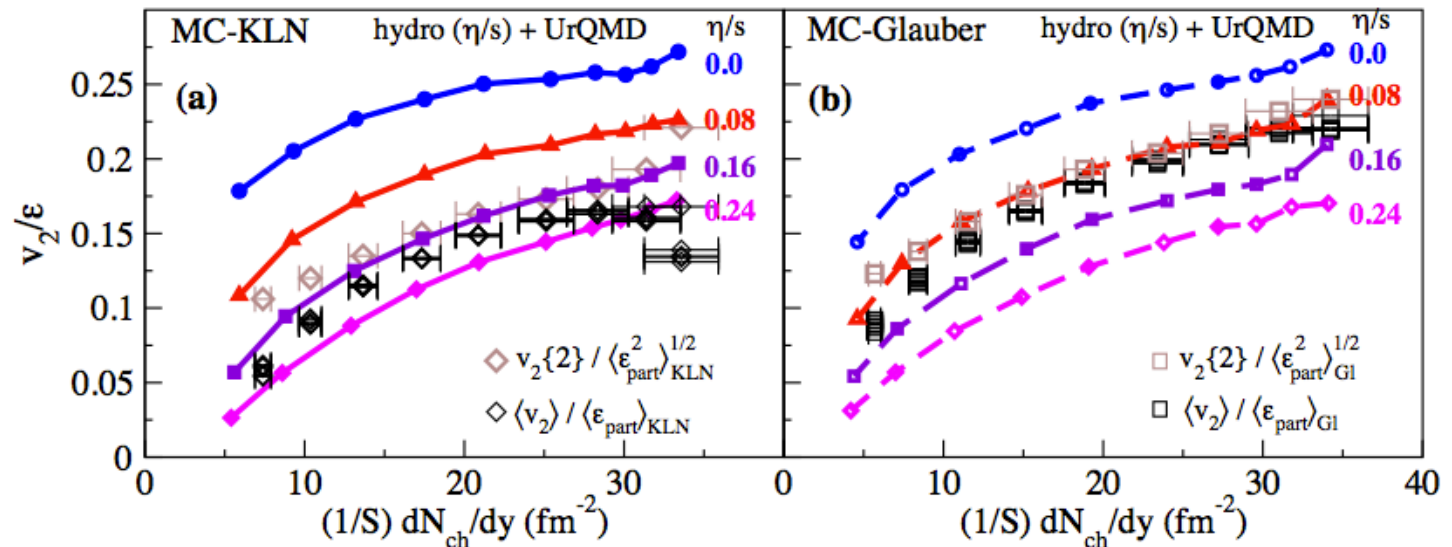 MC-KLN hydro (η/s) + UrQMD η/s
0.0
(a)
0.08
0.16
0.24
v₂{2} / ⟨ε²part⟩^1/2 KLN
⟨v₂⟩ / ⟨εpart⟩KLN
MC-Glauber hydro (η/s) + UrQMD η/s
0.0
(b)
0.08
0.16
0.24
v₂{2} / ⟨ε²part⟩^1/2 Gl
⟨v₂⟩ / ⟨εpart⟩Gl
v₂/ε
0.25
0.2
0.15
0.1
0.05
0
0 10 20 30 0 10 20 30 40
(1/S) dNch/dy (fm⁻²) (1/S) dNch/dy (fm⁻²)